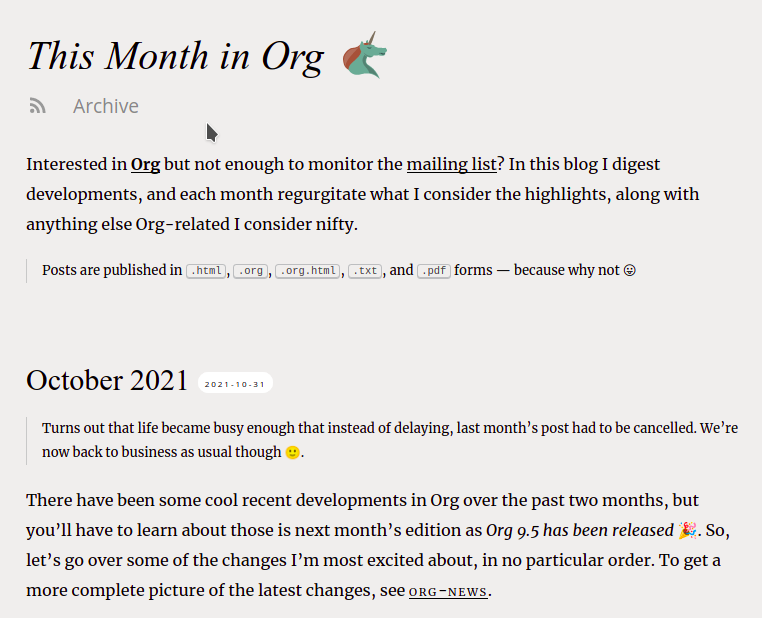 This Month in Org
Archive
Interested in Org but not enough to monitor the mailing list? In this blog I digest
developments, and each month regurgitate what I consider the highlights, along with
anything else Org-related I consider nifty.
Posts are published in .html, .org, .org.html, .txt, and .pdf forms — because why not 😛
October 2021 2021-10-31
Turns out that life became busy enough that instead of delaying, last month’s post had to be cancelled. We’re
now back to business as usual though 🙂.
There have been some cool recent developments in Org over the past two months, but
you’ll have to learn about those is next month’s edition as Org 9.5 has been released 🎉. So,
let’s go over some of the changes I’m most excited about, in no particular order. To get a
more complete picture of the latest changes, see ORG-NEWS.